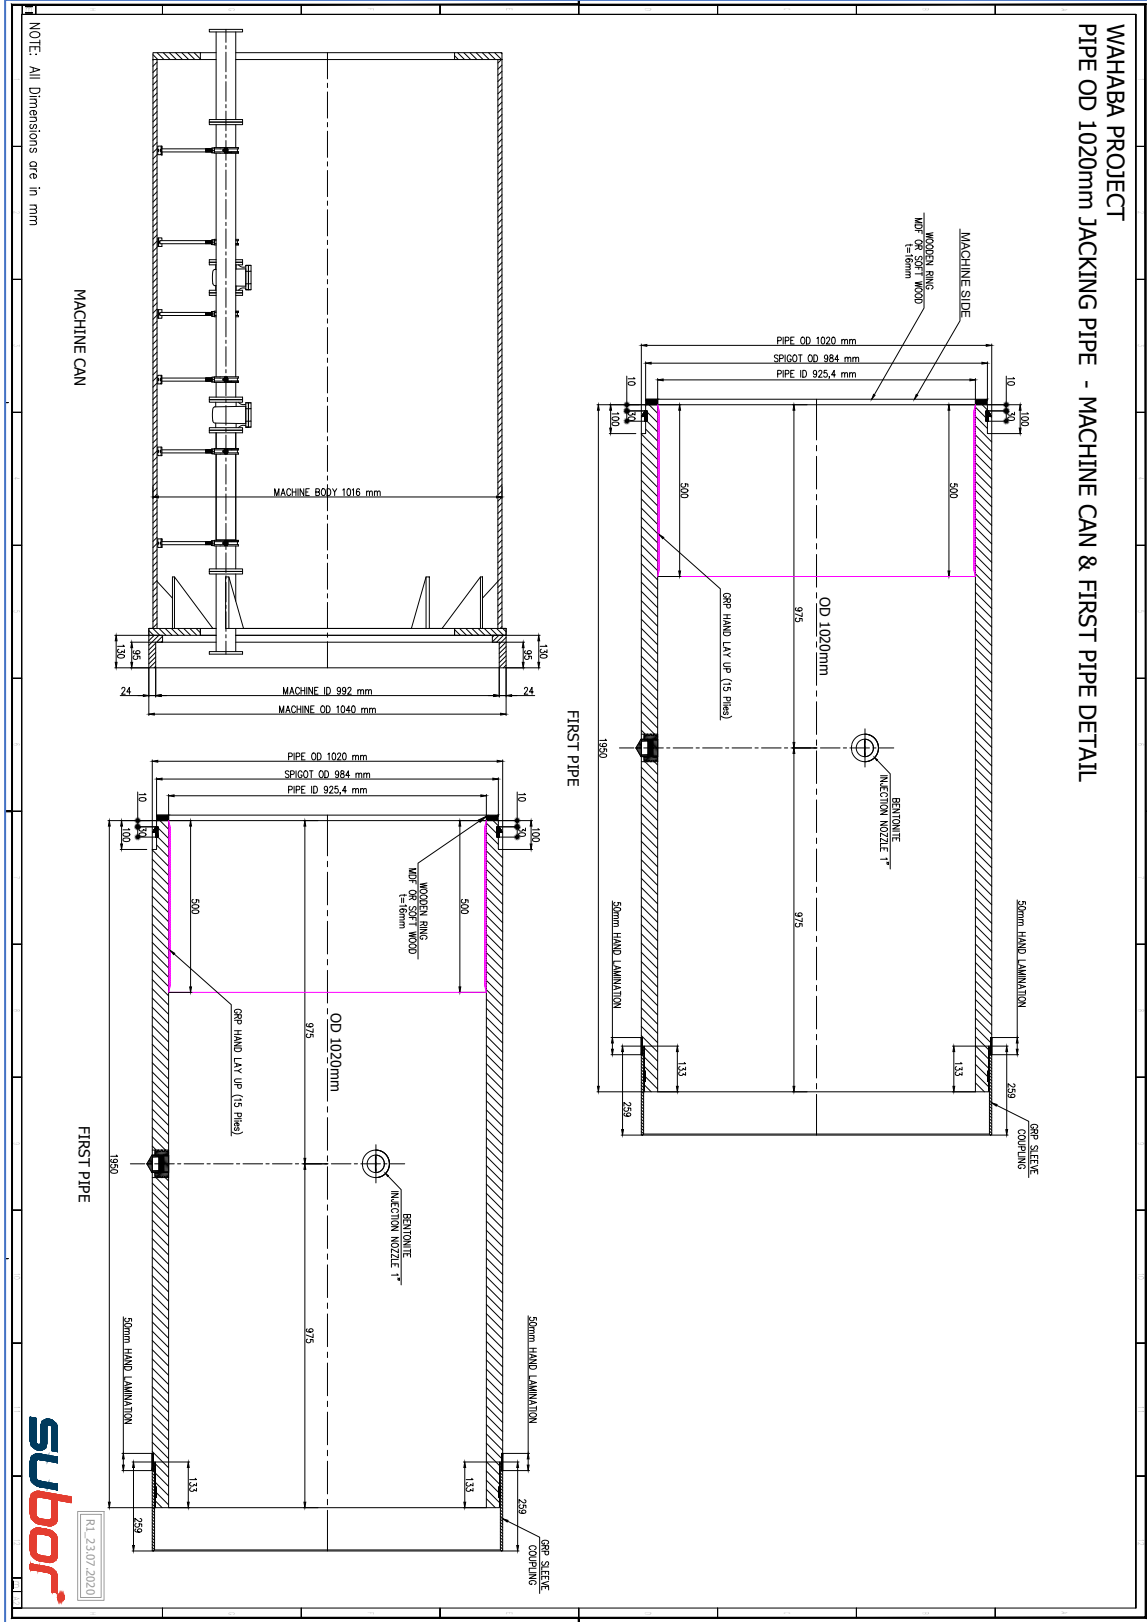 WAHABA PROJECT
PIPE OD 1020mm JACKING PIPE - MACHINE CAN & FIRST PIPE DETAIL
MACHINE SIDE
WOODEN RING
MDF OR SOFT WOOD
t=16mm
PIPE OD 1020 mm
SPIGOT OD 984 mm
PIPE ID 925,4 mm
10
30
100
10
30
100
500
500
GRP HAND LAY UP (15 Plies)
OD 1020mm
975
975
1950
BENTONITE
INJECTION NOZZLE 1"
50mm HAND LAMINATION
50mm HAND LAMINATION
133
133
259
259
GRP SLEEVE
COUPLING
FIRST PIPE
MACHINE BODY 1016 mm
130
95
130
95
24
MACHINE ID 992 mm
24
MACHINE OD 1040 mm
MACHINE CAN
PIPE OD 1020 mm
SPIGOT OD 984 mm
PIPE ID 925,4 mm
10
30
100
10
30
100
WOODEN RING
MDF OR SOFT WOOD
t=16mm
500
500
GRP HAND LAY UP (15 Plies)
OD 1020mm
975
975
1950
BENTONITE
INJECTION NOZZLE 1"
50mm HAND LAMINATION
50mm HAND LAMINATION
133
133
259
259
GRP SLEEVE
COUPLING
FIRST PIPE
NOTE: All Dimensions are in mm
subor
R1_23.07.2020